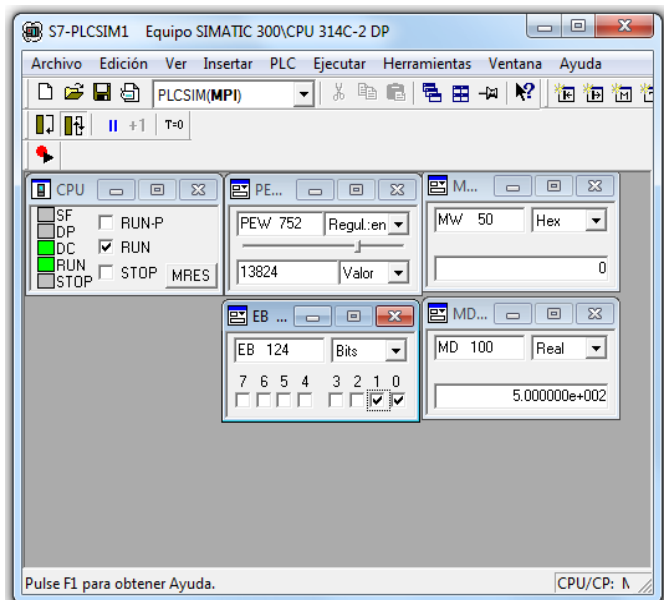 S7-PLCSIM1 Equipo SIMATIC 300\CPU 314C-2 DP
Archivo Edición Ver Insertar PLC Ejecutar Herramientas Ventana Ayuda
PLCSIM(MPI)
+1 T=0
CPU
SF
DP
DC
RUN
STOP
RUN-P
RUN
STOP
MRES
PE...
PEW 752 Regul.:en
13824 Valor
M...
MW 50 Hex
0
EB ...
EB 124 Bits
7 6 5 4 3 2 1 0
MD...
MD 100 Real
5.000000e+002
Pulse F1 para obtener Ayuda.
CPU/CP: